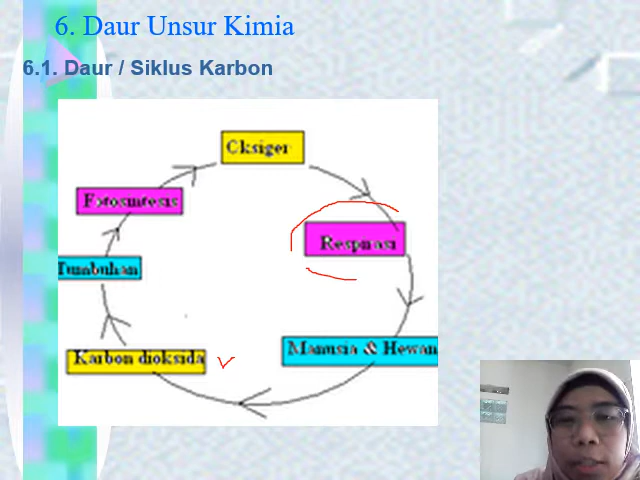 6. Daur Unsur Kimia
6.1. Daur / Siklus Karbon
Oksigen
Fotosintesis
Respirasi
Tumbuhan
Manusia & Hewan
Karbon dioksida